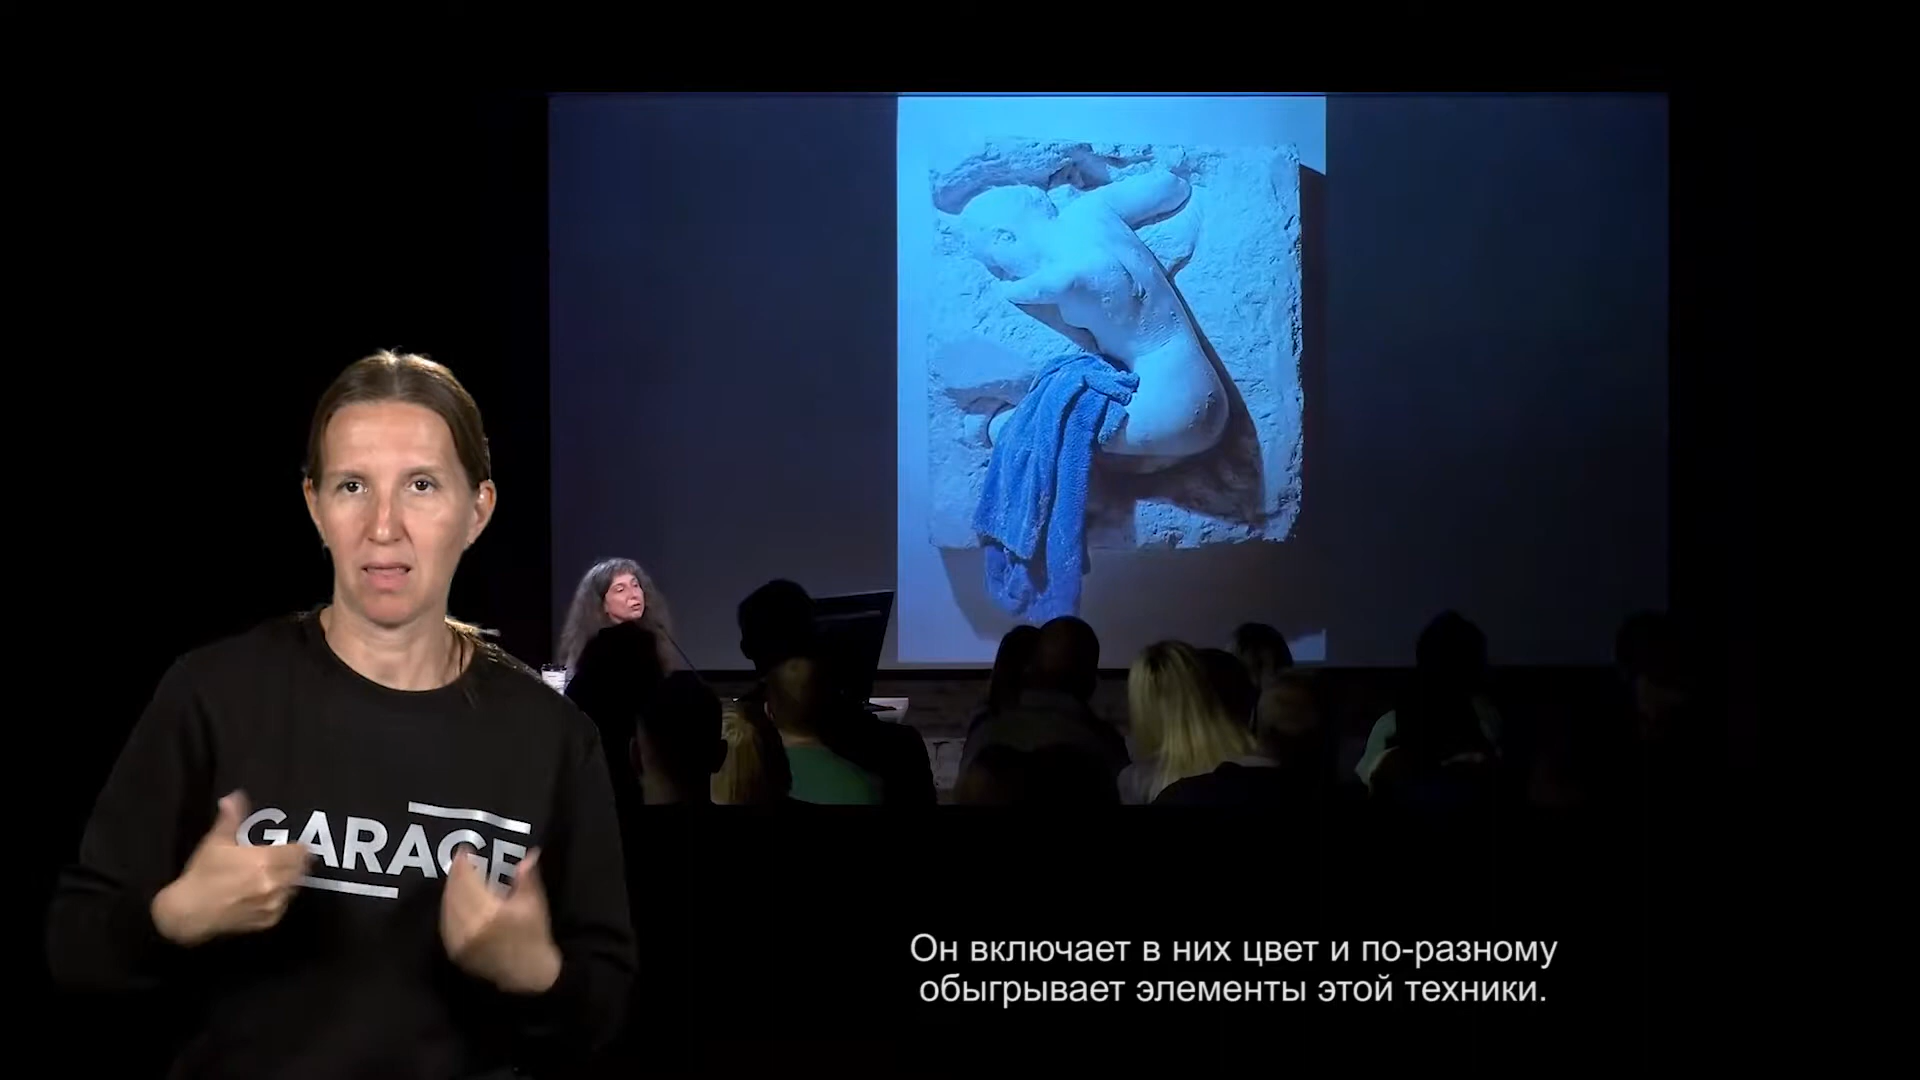 GARAGE
Он включает в них цвет и по-разному
обыгрывает элементы этой техники.